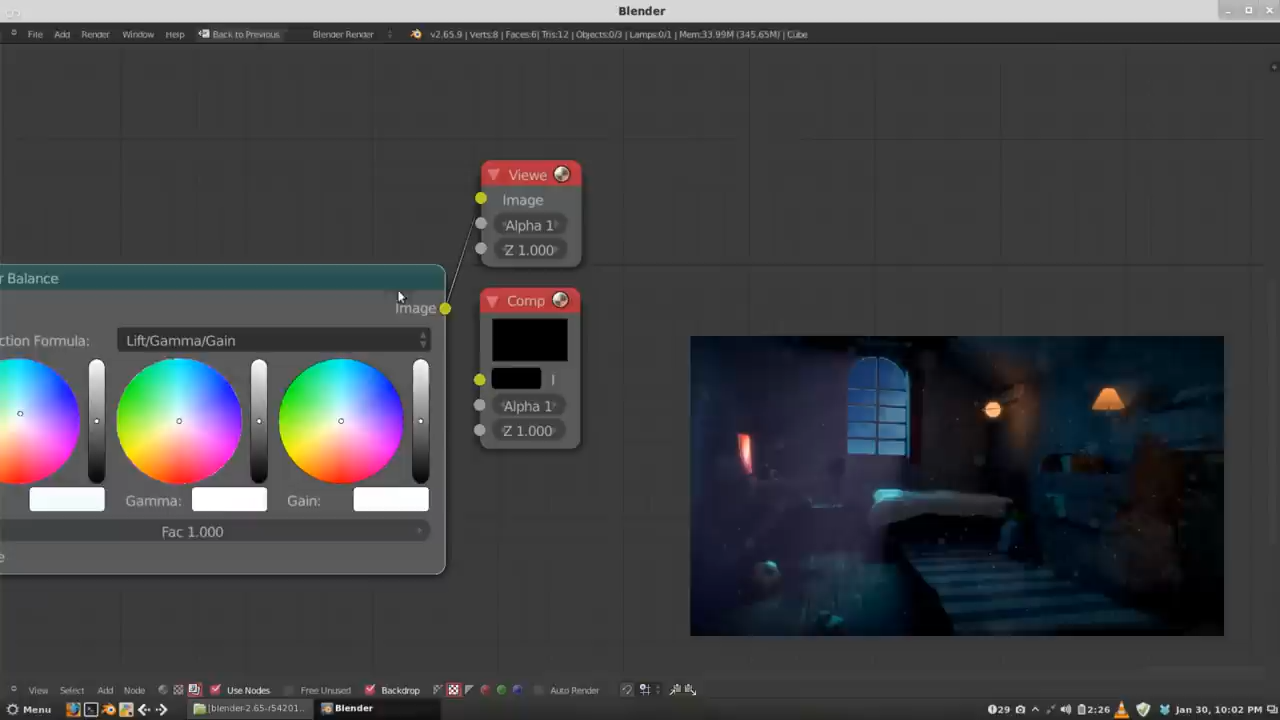 Blender
File Add Render Window Help Back to Previous Blender Render v2.65.9 | Verts:8 | Faces:6| Tris:12 | Objects:0/3 | Lamps:0/1 | Mem:33.99M (345.65M) | Cube
Viewe
Image
Alpha 1
Z 1.000
r Balance
Image
ction Formula: Lift/Gamma/Gain
Comp
I
Alpha 1
Z 1.000
Gamma: Gain:
Fac 1.000
e
View Select Add Node Use Nodes Free Unused Backdrop Auto Render
Menu [blender-2.65-r54201... Blender 29 2:26 Jan 30, 10:02 PM